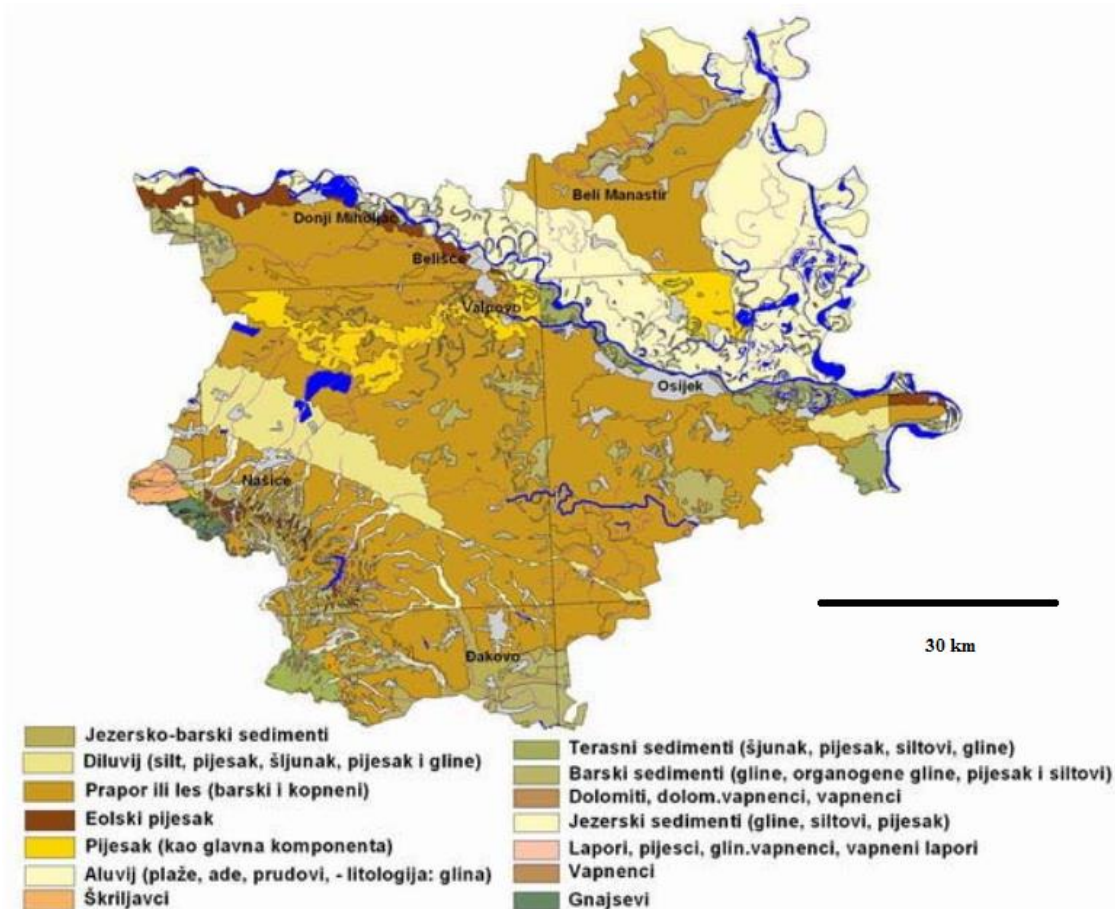 Beli Manastir
Donji Miholjac
Belišće
Valpovo
Osijek
Našice
Đakovo
30 km
Jezersko-barski sedimenti
Diluvij (silt, pijesak, šljunak, pijesak i gline)
Prapor ili les (barski i kopneni)
Eolski pijesak
Pijesak (kao glavna komponenta)
Aluvij (plaže, ade, prudovi, - litologija: glina)
Škriljavci
Terasni sedimenti (šjunak, pijesak, siltovi, gline)
Barski sedimenti (gline, organogene gline, pijesak i siltovi)
Dolomiti, dolom.vapnenci, vapnenci
Jezerski sedimenti (gline, siltovi, pijesak)
Lapori, pijesci, glin.vapnenci, vapneni lapori
Vapnenci
Gnajsevi